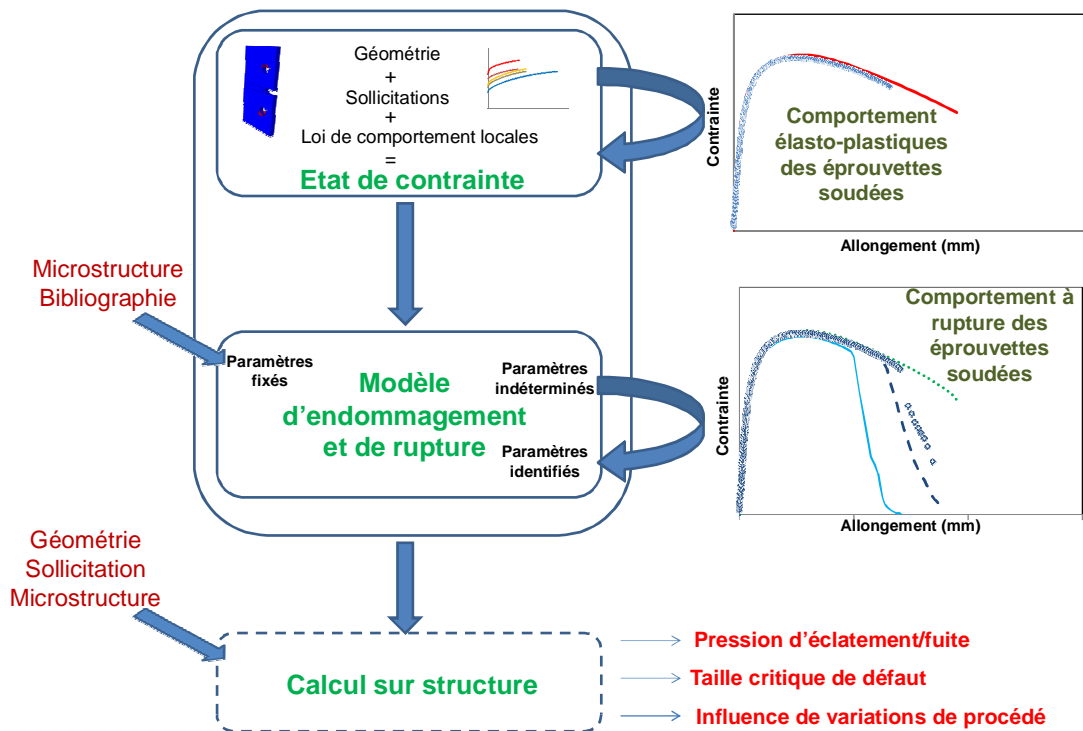 Géométrie
+
Sollicitations
+
Loi de comportement locales
=
Etat de contrainte
Contrainte
Comportement
élasto-plastiques
des éprouvettes
soudées
Allongement (mm)
Microstructure
Bibliographie
Paramètres
fixés
Modèle
d'endommagement
et de rupture
Paramètres
indéterminés
Paramètres
identifiés
Contrainte
Comportement à
rupture des
éprouvettes
soudées
Allongement (mm)
Géométrie
Sollicitation
Microstructure
Calcul sur structure
Pression d'éclatement/fuite
Taille critique de défaut
Influence de variations de procédé